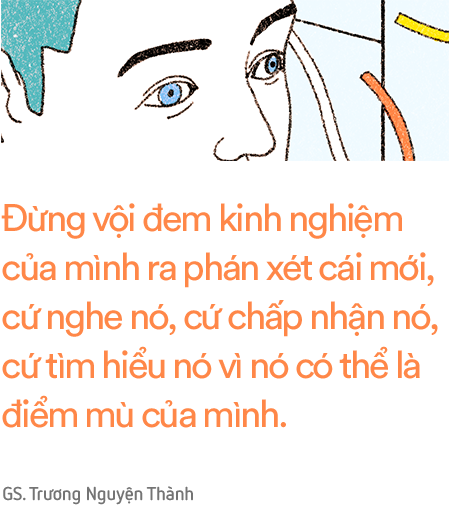 Đừng vội đem kinh nghiệm
của mình ra phán xét cái mới,
cứ nghe nó, cứ chấp nhận nó,
cứ tìm hiểu nó vì nó có thể là
điểm mù của mình.
GS. Trương Nguyện Thành